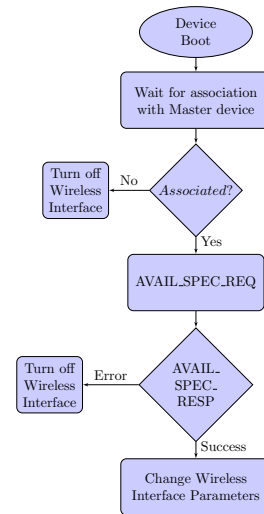 Device
Boot
Wait for association
with Master device
Associated?
No
Turn off
Wireless
Interface
Yes
AVAIL_SPEC_REQ
AVAIL_
SPEC_
RESP
Error
Turn off
Wireless
Interface
Success
Change Wireless
Interface Parameters